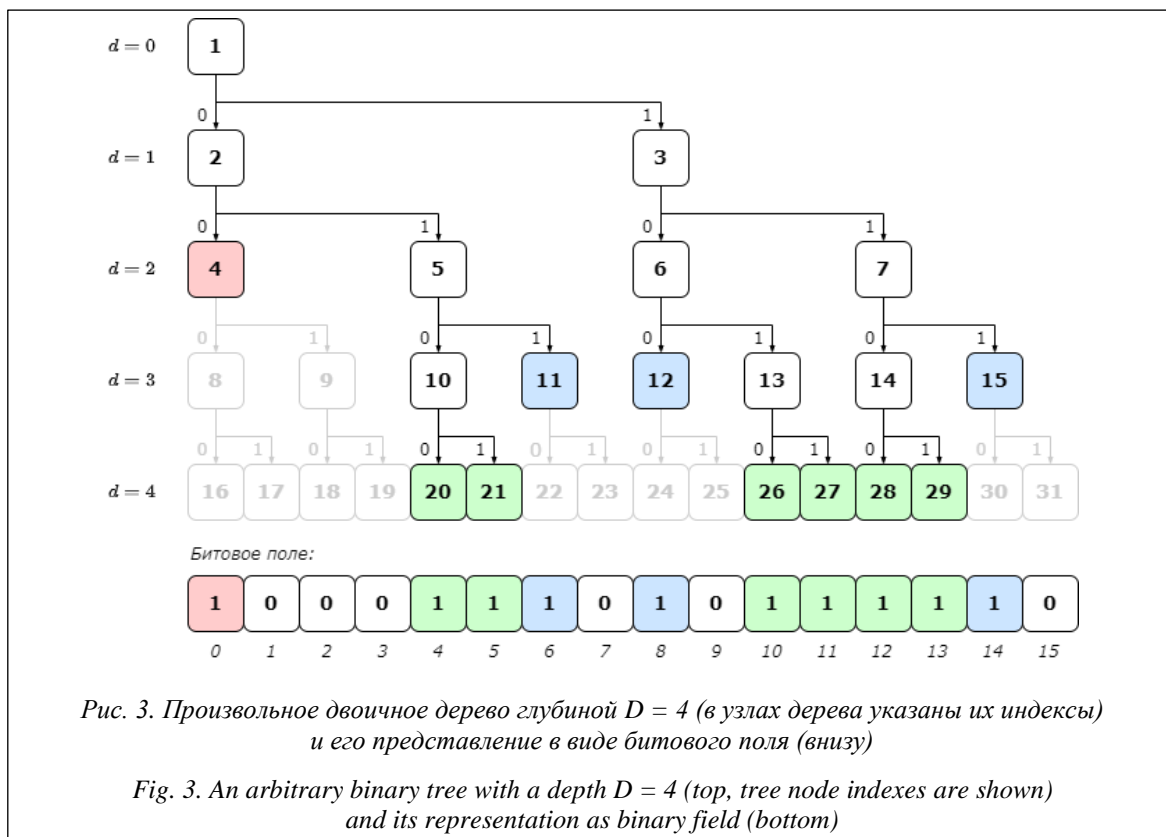 d = 0 1
0 1
d = 1 2 3
0 1 0 1
d = 2 4 5 6 7
0 1 0 1 0 1 0 1
d = 3 8 9 10 11 12 13 14 15
0 1 0 1 0 1 0 1 0 1 0 1 0 1 0 1
d = 4 16 17 18 19 20 21 22 23 24 25 26 27 28 29 30 31
Битовое поле:
1 0 0 0 1 1 1 0 1 0 1 1 1 1 1 0
0 1 2 3 4 5 6 7 8 9 10 11 12 13 14 15
Рис. 3. Произвольное двоичное дерево глубиной D = 4 (в узлах дерева указаны их индексы)
и его представление в виде битового поля (внизу)
Fig. 3. An arbitrary binary tree with a depth D = 4 (top, tree node indexes are shown)
and its representation as binary field (bottom)